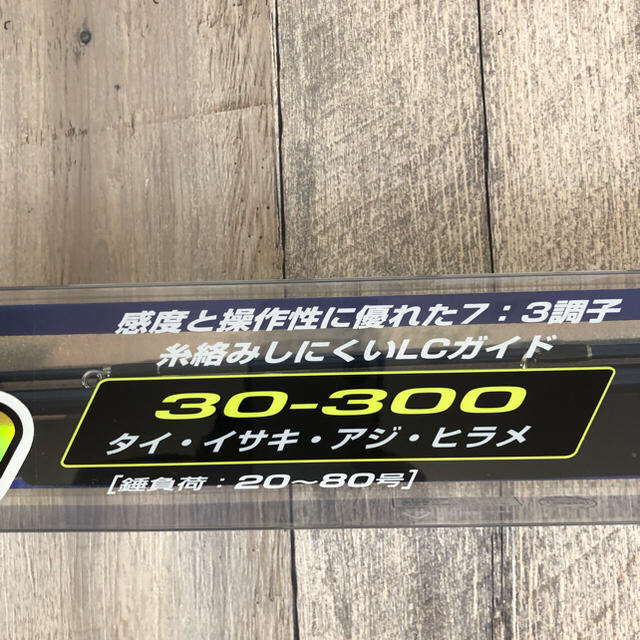 感度と操作性に優れた7：3調子
糸絡みしにくいLCガイド
30-300
タイ・イサキ・アジ・ヒラメ
[錘負荷：20〜80号]